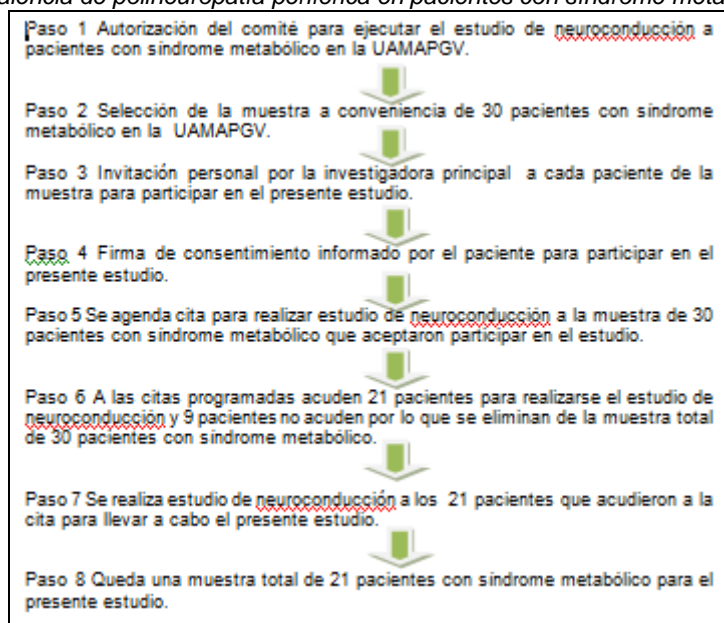 de polineuropatía periférica en pacientes con síndrome
Paso 1 Autorización del comité para ejecutar el estudio de neuroconducción a
pacientes con síndrome metabólico en la UAMAPGV.
Paso 2 Selección de la muestra a conveniencia de 30 pacientes con síndrome
metabólico en la UAMAPGV.
Paso 3 Invitación personal por la investigadora principal a cada paciente de la
muestra para participar en el presente estudio.
Paso 4 Firma de consentimiento informado por el paciente para participar en el
presente estudio.
Paso 5 Se agenda cita para realizar estudio de neuroconducción a la muestra de 30
pacientes con síndrome metabólico que aceptaron participar en el estudio.
Paso 6 A las citas programadas acuden 21 pacientes para realizarse el estudio de
neuroconducción y 9 pacientes no acuden por lo que se eliminan de la muestra total
de 30 pacientes con síndrome metabólico.
Paso 7 Se realiza estudio de neuroconducción a los 21 pacientes que acudieron a la
cita para llevar a cabo el presente estudio.
Paso 8 Queda una muestra total de 21 pacientes con síndrome metabólico para el
presente estudio.